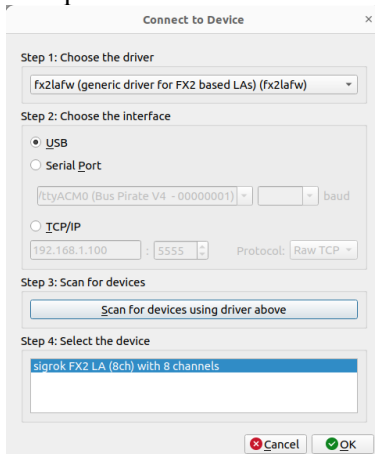 Connect to Device ×
Step 1: Choose the driver
fx2lafw (generic driver for FX2 based LAs) (fx2lafw)
Step 2: Choose the interface
USB
Serial Port
/ttyACM0 (Bus Pirate V4 - 00000001) baud
TCP/IP
192.168.1.100 : 5555 Protocol: Raw TCP
Step 3: Scan for devices
Scan for devices using driver above
Step 4: Select the device
sigrok FX2 LA (8ch) with 8 channels
Cancel OK